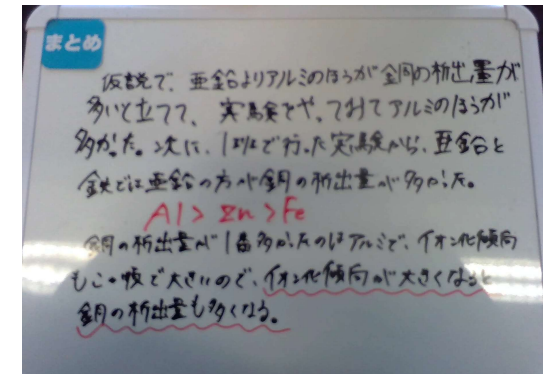 まとめ
仮説で、亜鉛よりアルミのほうが銅の析出量が
多いと立てて、実験でやってみてアルミのほうが
多かった。次に、1班で行った実験から、亜鉛と
鉄では亜鉛の方が銅の析出量が多かった。
Al > Zn > Fe
銅の析出量が1番多かったのはアルミで、イオン化傾向
もこの中で大きいので、イオン化傾向が大きくなると
銅の析出量も多くなる。